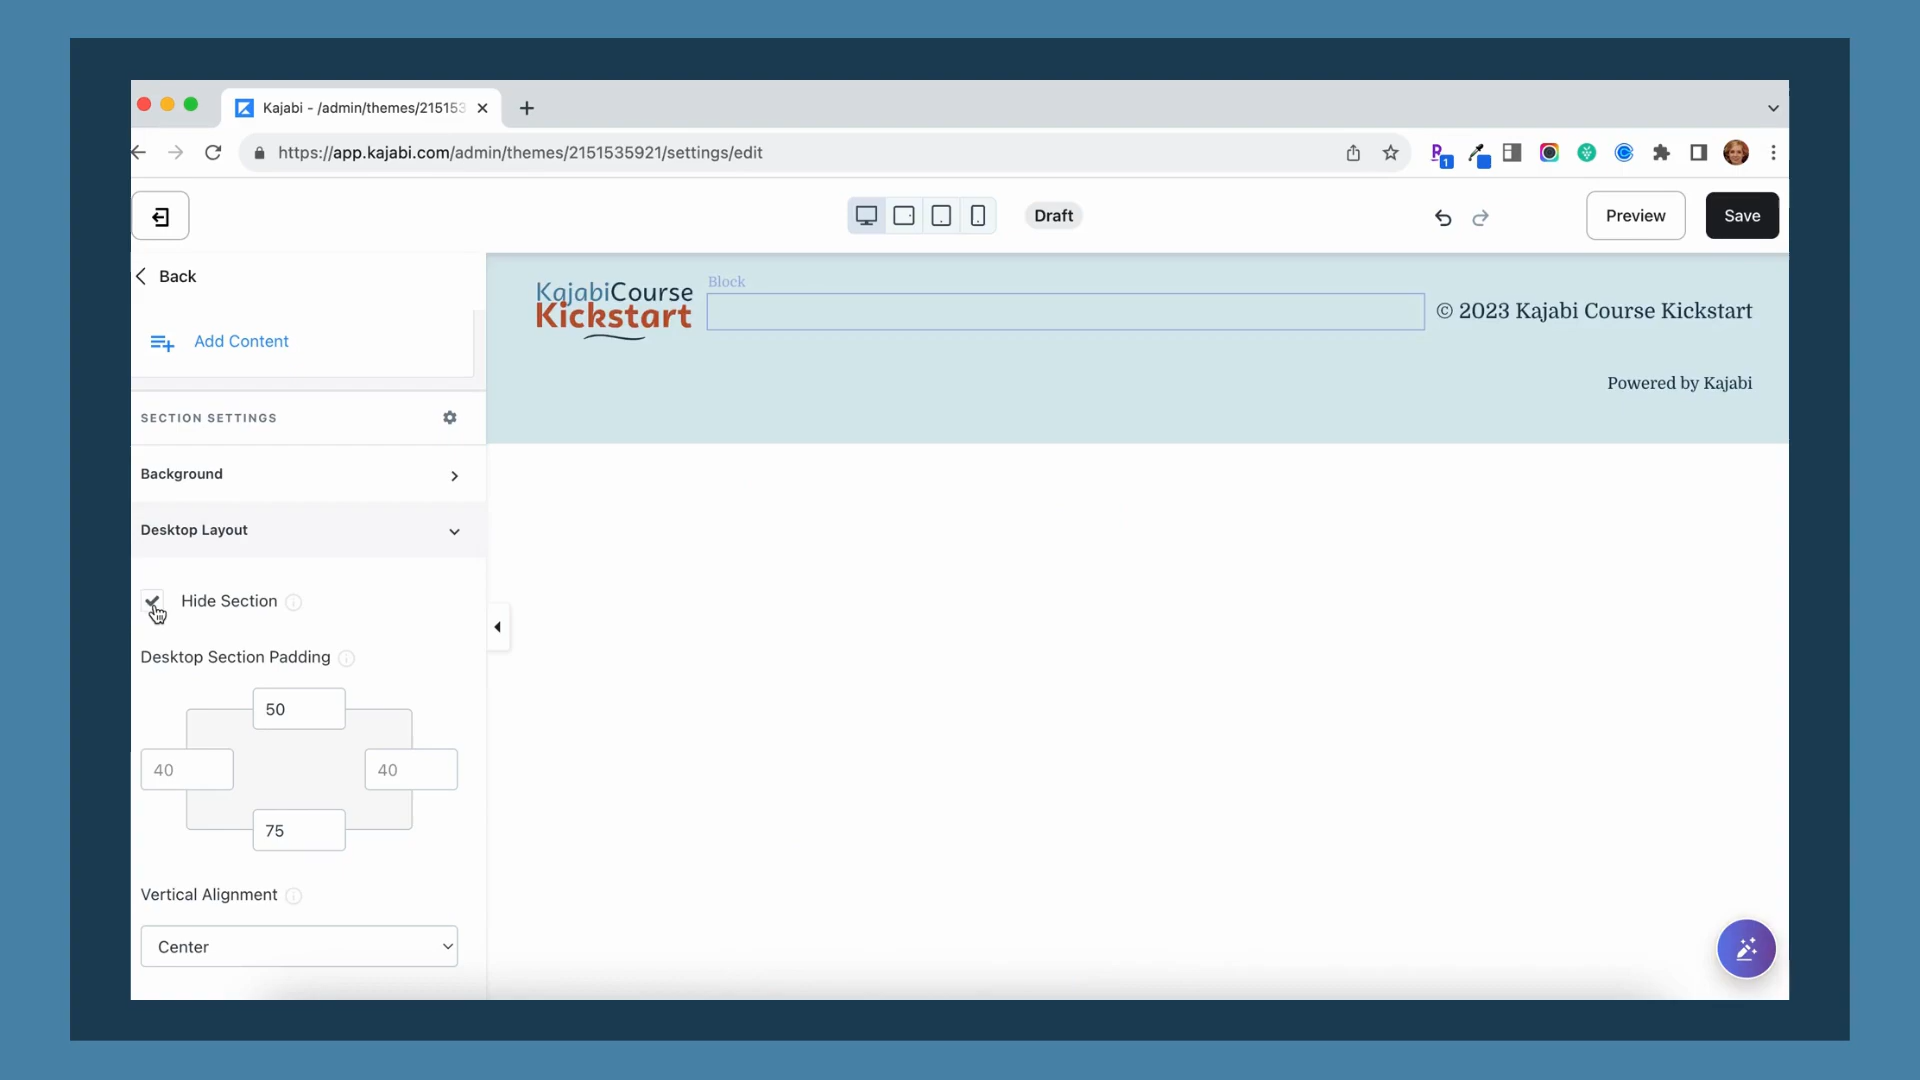 Kajabi - /admin/themes/215153
https://app.kajabi.com/admin/themes/2151535921/settings/edit
1
Draft
Preview
Save
Back
Add Content
SECTION SETTINGS
Background
Desktop Layout
Hide Section
Desktop Section Padding
50
40
40
75
Vertical Alignment
Center
KajabiCourse
Kickstart
Block
© 2023 Kajabi Course Kickstart
Powered by Kajabi